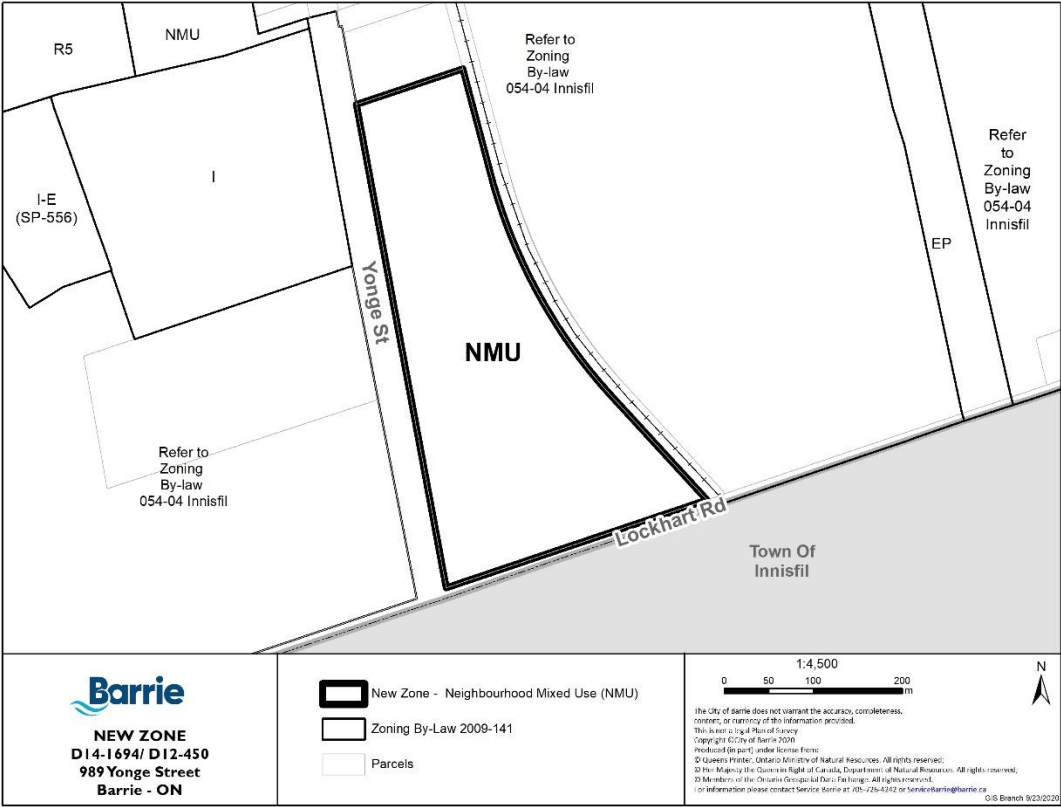 R5
NMU
Refer to
Zoning
By-law
054-04 Innisfil
Refer
to
Zoning
By-law
054-04
Innisfil
I
I-E
(SP-556)
EP
Yonge St
NMU
Refer to
Zoning
By-law
054-04 Innisfil
Lockhart Rd
Town Of
Innisfil
Barrie
NEW ZONE
D14-1694/ D12-450
989 Yonge Street
Barrie - ON
New Zone - Neighbourhood Mixed Use (NMU)
Zoning By-Law 2009-141
Parcels
1:4,500
0 50 100 200
m
N
The City of Barrie does not warrant the accuracy, completeness,
content, or currency of the information provided.
This is not a legal Plan of Survey
Copyright © City of Barrie 2020
Produced (in part) under license from:
© Queens Printer, Ontario Ministry of Natural Resources. All rights reserved;
© Her Majesty the Queen in Right of Canada, Department of Natural Resources. All rights reserved;
© Members of the Ontario Geospatial Data Exchange. All rights reserved.
For information please contact Service Barrie at 705-726-4242 or ServiceBarrie@barrie.ca
GIS Branch 9/23/2020